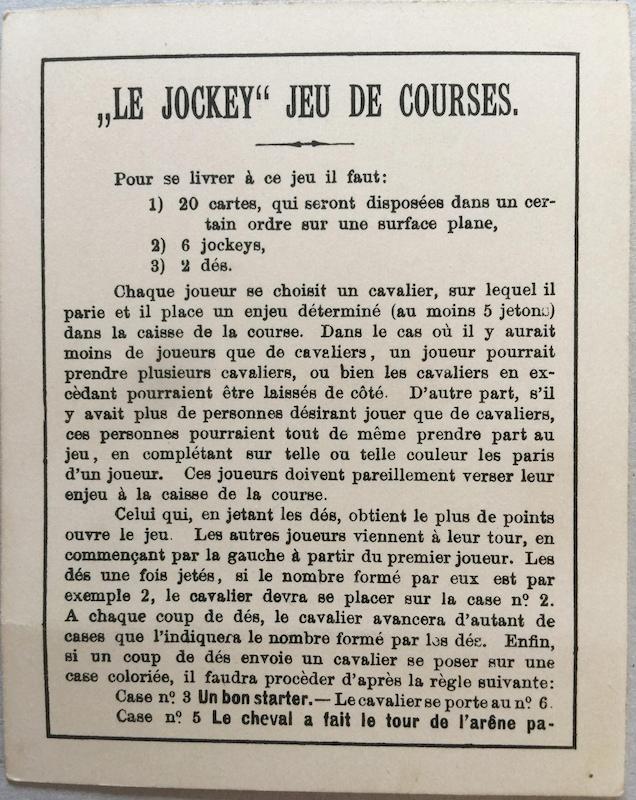 „LE JOCKEY“ JEU DE COURSES.
Pour se livrer à ce jeu il faut:
1) 20 cartes, qui seront disposées dans un cer-
tain ordre sur une surface plane,
2) 6 jockeys,
3) 2 dés.
Chaque joueur se choisit un cavalier, sur lequel il
parie et il place un enjeu déterminé (au moins 5 jetons)
dans la caisse de la course. Dans le cas où il y aurait
moins de joueurs que de cavaliers, un joueur pourrait
prendre plusieurs cavaliers, ou bien les cavaliers en ex-
cèdant pourraient être laissés de côté. D'autre part, s'il
y avait plus de personnes désirant jouer que de cavaliers,
ces personnes pourraient tout de même prendre part au
jeu, en complétant sur telle ou telle couleur les paris
d'un joueur. Ces joueurs doivent pareillement verser leur
enjeu à la caisse de la course.
Celui qui, en jetant les dés, obtient le plus de points
ouvre le jeu. Les autres joueurs viennent à leur tour, en
commençant par la gauche à partir du premier joueur. Les
dés une fois jetés, si le nombre formé par eux est par
exemple 2, le cavalier devra se placer sur la case nº 2.
A chaque coup de dés, le cavalier avancera d'autant de
cases que l'indiquera le nombre formé par les dés. Enfin,
si un coup de dés envoie un cavalier se poser sur une
case coloriée, il faudra procèder d'après la règle suivante:
Case nº 3 Un bon starter.— Le cavalier se porte au nº 6.
Case nº 5 Le cheval a fait le tour de l'arêne pa-